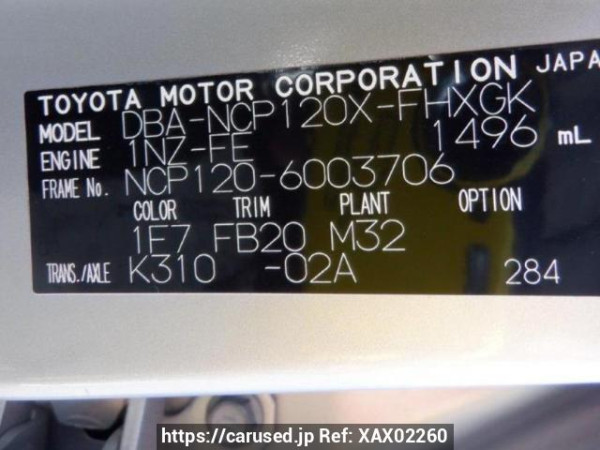 TOYOTA MOTOR CORPORATION JAPAN
MODEL DBA-NCP120X-FHXGK
ENGINE 1NZ-FE 1496 mL
FRAME No. NCP120-6003706
COLOR TRIM PLANT OPTION
1E7 FB20 M32
TRANS./AXLE K310 -02A 284
https://carused.jp Ref: XAX02260